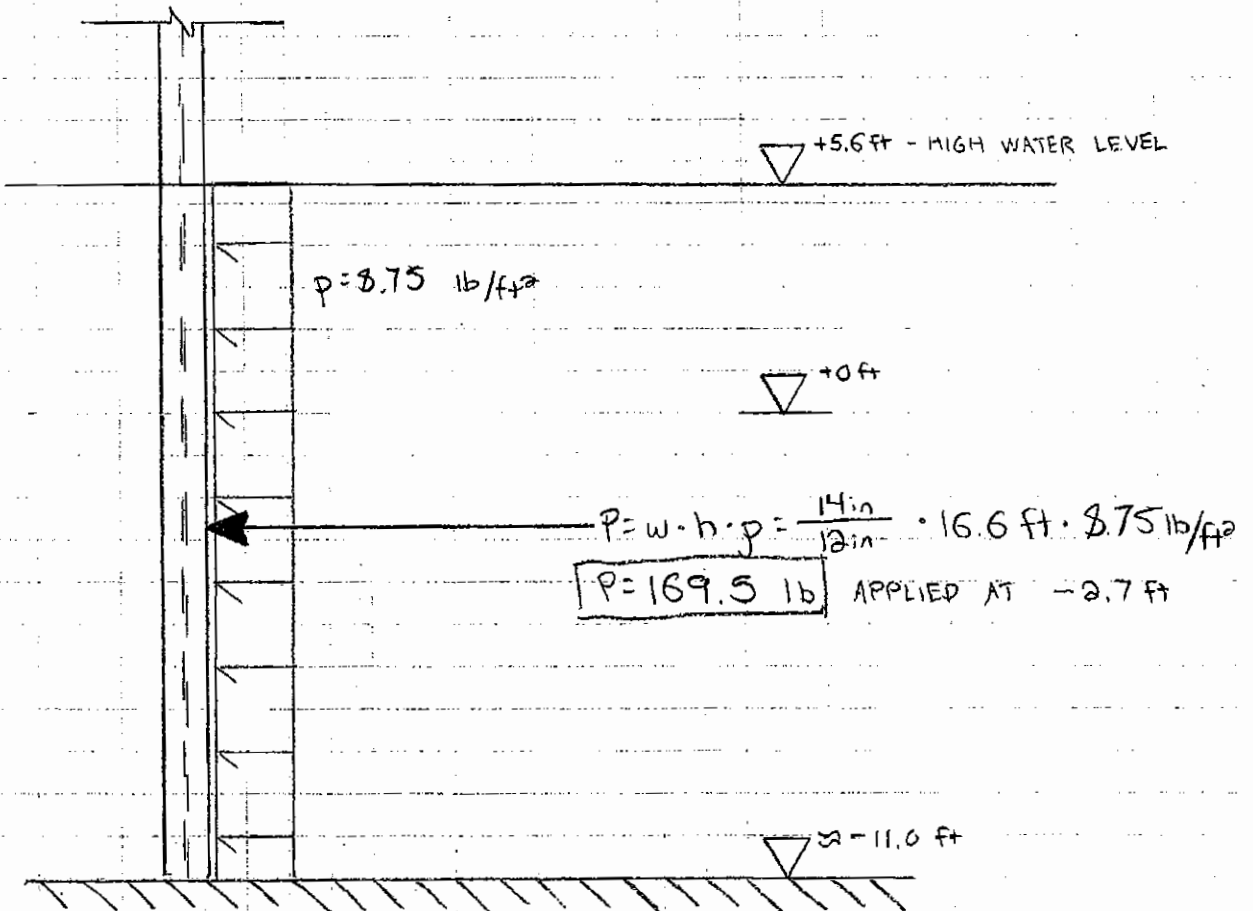 +5.6 ft - HIGH WATER LEVEL
p=8.75 lb/ft²
+0 ft
P= w · h · p = 14in/12in · 16.6 ft · 8.75 lb/ft²
P=169.5 lb APPLIED AT -2.7 ft
≈ -11.0 ft